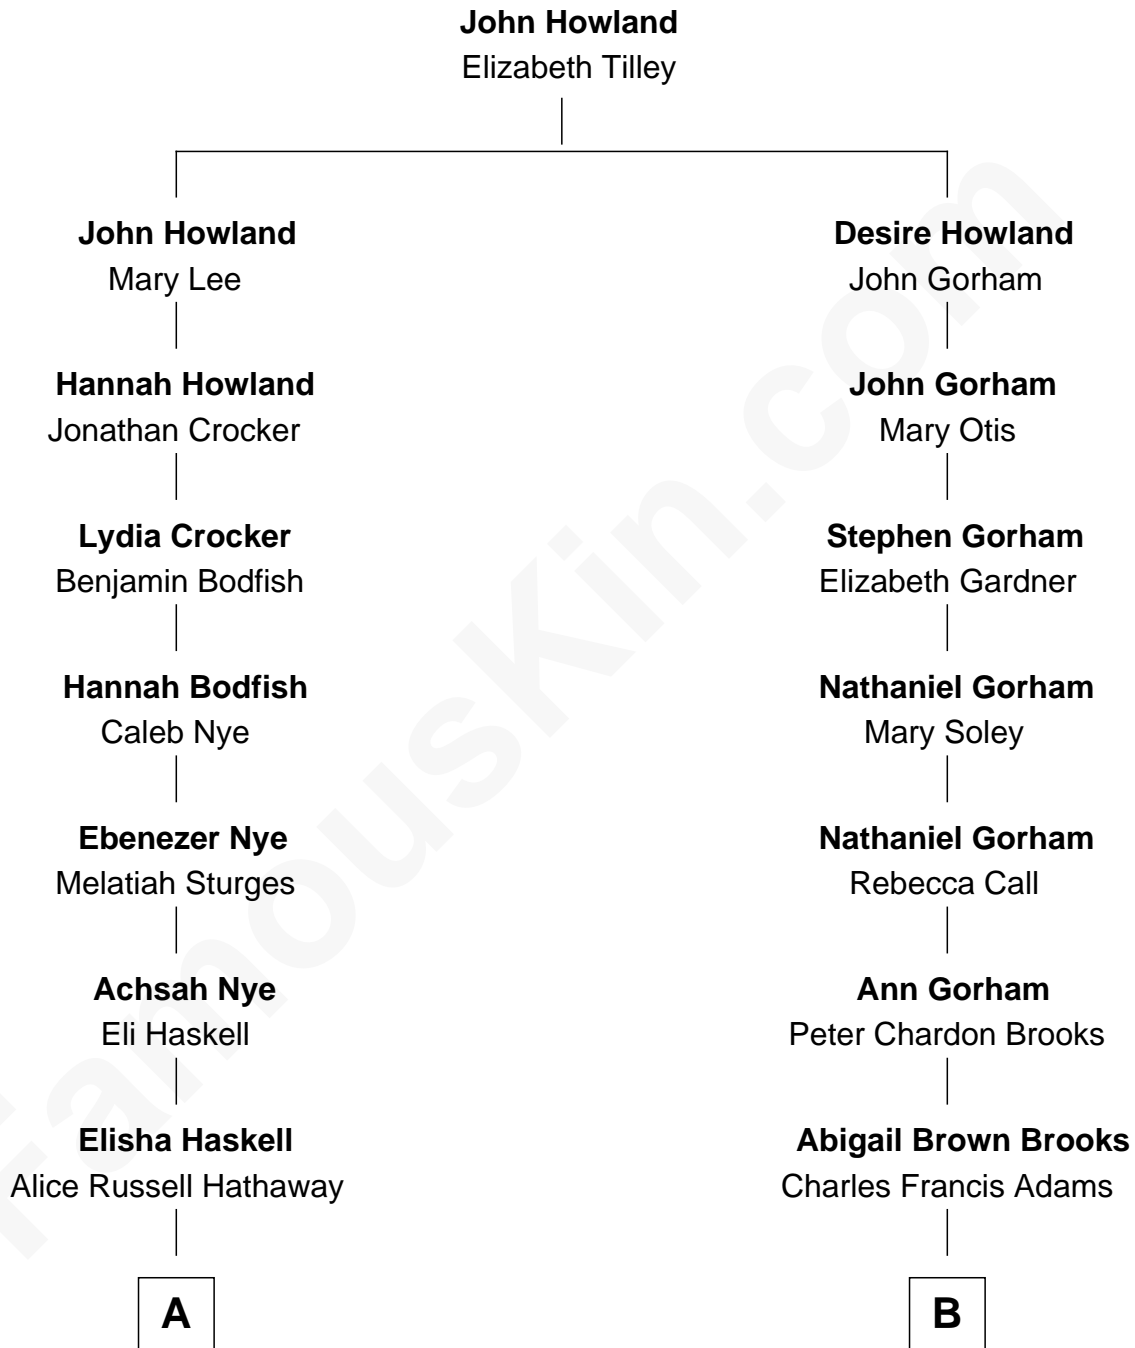 John Howland
Elizabeth Tilley
John Howland
Mary Lee
Desire Howland
John Gorham
Hannah Howland
Jonathan Crocker
John Gorham
Mary Otis
Lydia Crocker
Benjamin Bodfish
Stephen Gorham
Elizabeth Gardner
Hannah Bodfish
Caleb Nye
Nathaniel Gorham
Mary Soley
Ebenezer Nye
Melatiah Sturges
Nathaniel Gorham
Rebecca Call
Achsah Nye
Eli Haskell
Ann Gorham
Peter Chardon Brooks
Elisha Haskell
Alice Russell Hathaway
Abigail Brown Brooks
Charles Francis Adams
A
B
FamousKin.com